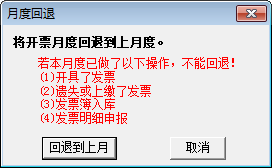 月度回退
将开票月度回退到上月度。
若本月度已做了以下操作，不能回退！
(1)开具了发票
(2)遗失或上缴了发票
(3)发票簿入库
(4)发票明细申报
回退到上月
取消